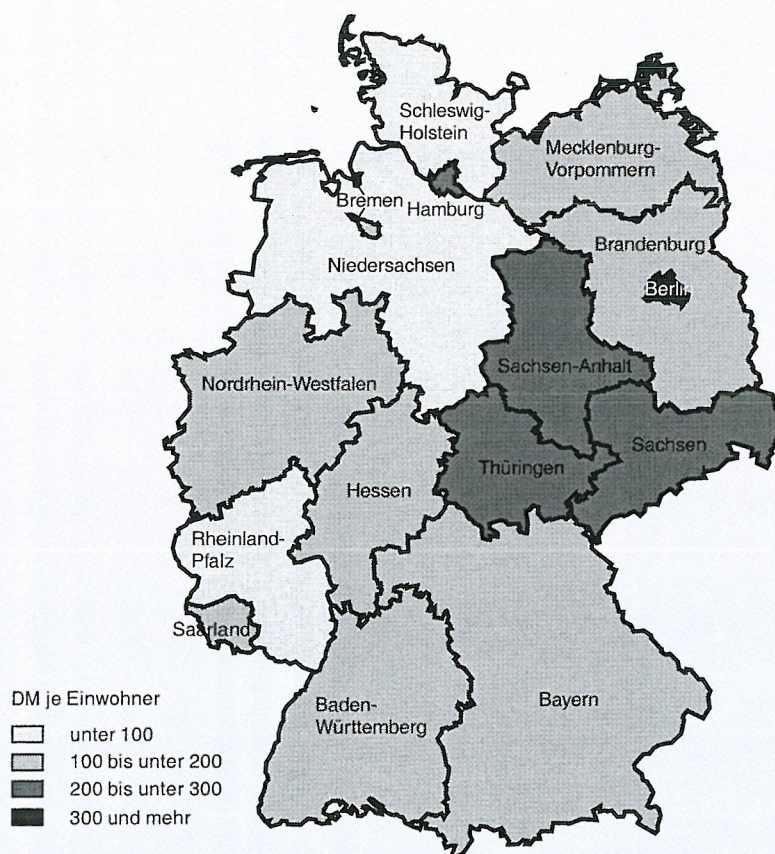 Schleswig-
Holstein
Mecklenburg-
Vorpommern
Bremen
Hamburg
Brandenburg
Niedersachsen
Berlin
Sachsen-Anhalt
Nordrhein-Westfalen
Sachsen
Thüringen
Hessen
Rheinland-
Pfalz
Saarland
Baden-
Württemberg
Bayern
DM je Einwohner
unter 100
100 bis unter 200
200 bis unter 300
300 und mehr